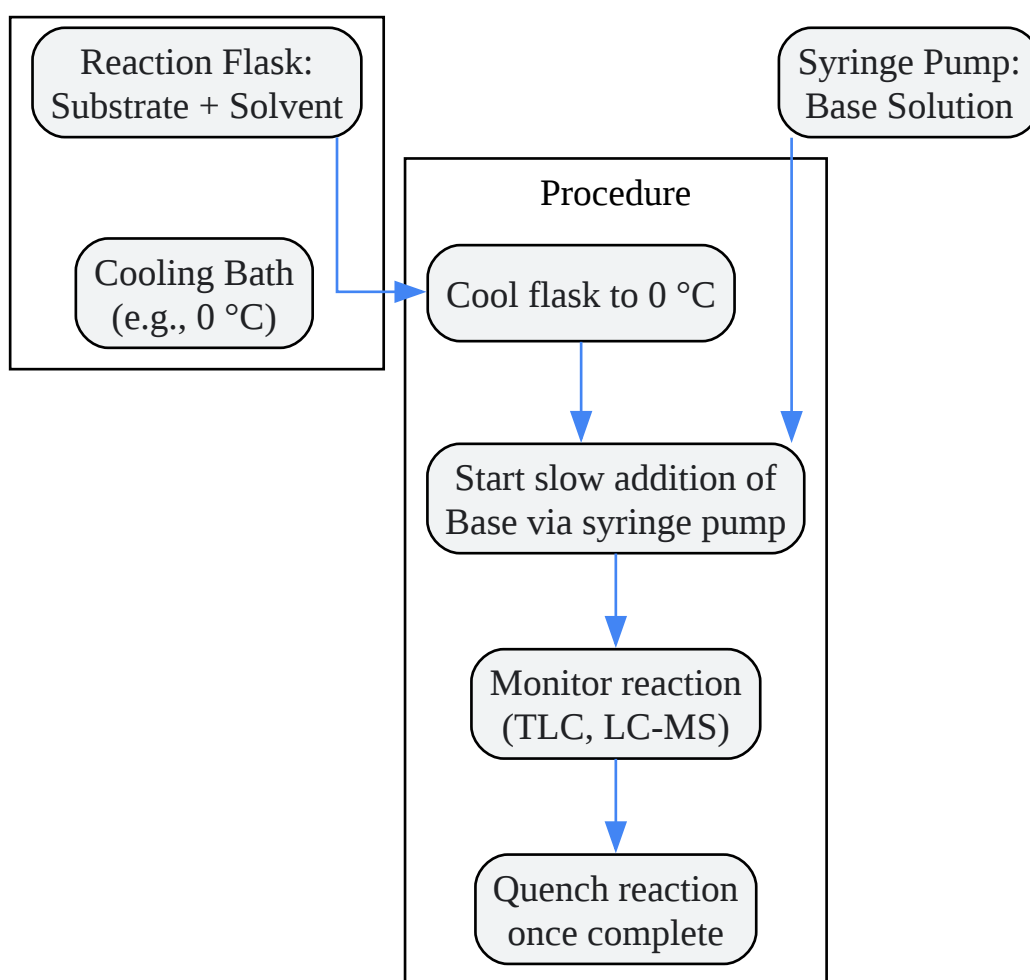 Reaction Flask:
Substrate + Solvent
Syringe Pump:
Base Solution
Procedure
Cooling Bath
(e.g., 0 °C)
Cool flask to 0 °C
Start slow addition of
Base via syringe pump
Monitor reaction
(TLC, LC-MS)
Quench reaction
once complete